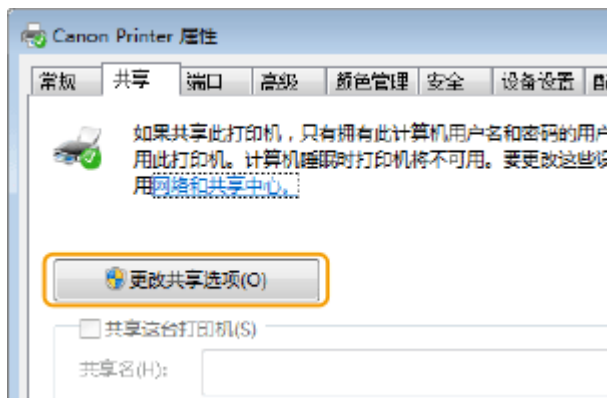 Canon Printer 属性
常规 共享 端口 高级 颜色管理 安全 设备设置
如果共享此打印机，只有拥有此计算机用户名和密码的用户
用此打印机。计算机睡眠时打印机将不可用。要更改这些设
用网络和共享中心。
更改共享选项(O)
共享这台打印机(S)
共享名(H):